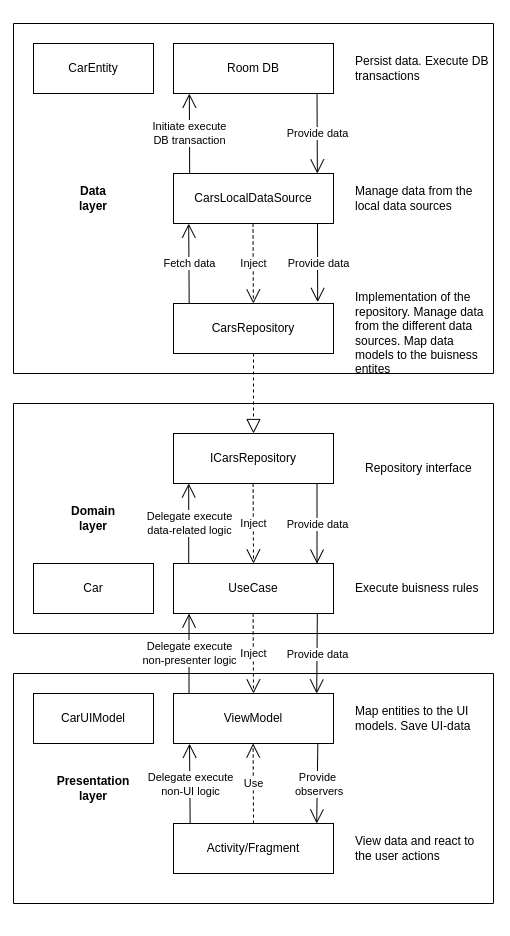 CarEntity
Room DB
Persist data. Execute DB
transactions
Initiate execute
DB transaction
Provide data
Data
layer
CarsLocalDataSource
Manage data from the
local data sources
Fetch data
Inject
Provide data
CarsRepository
Implementation of the
repository. Manage data
from the different data
sources. Map data
models to the buisness
entites
ICarsRepository
Repository interface
Domain
layer
Delegate execute
data-related logic
Inject
Provide data
Car
UseCase
Execute buisness rules
Delegate execute
non-presenter logic
Inject
Provide data
CarUIModel
ViewModel
Map entities to the UI
models. Save UI-data
Presentation
layer
Delegate execute
non-UI logic
Use
Provide
observers
Activity/Fragment
View data and react to
the user actions